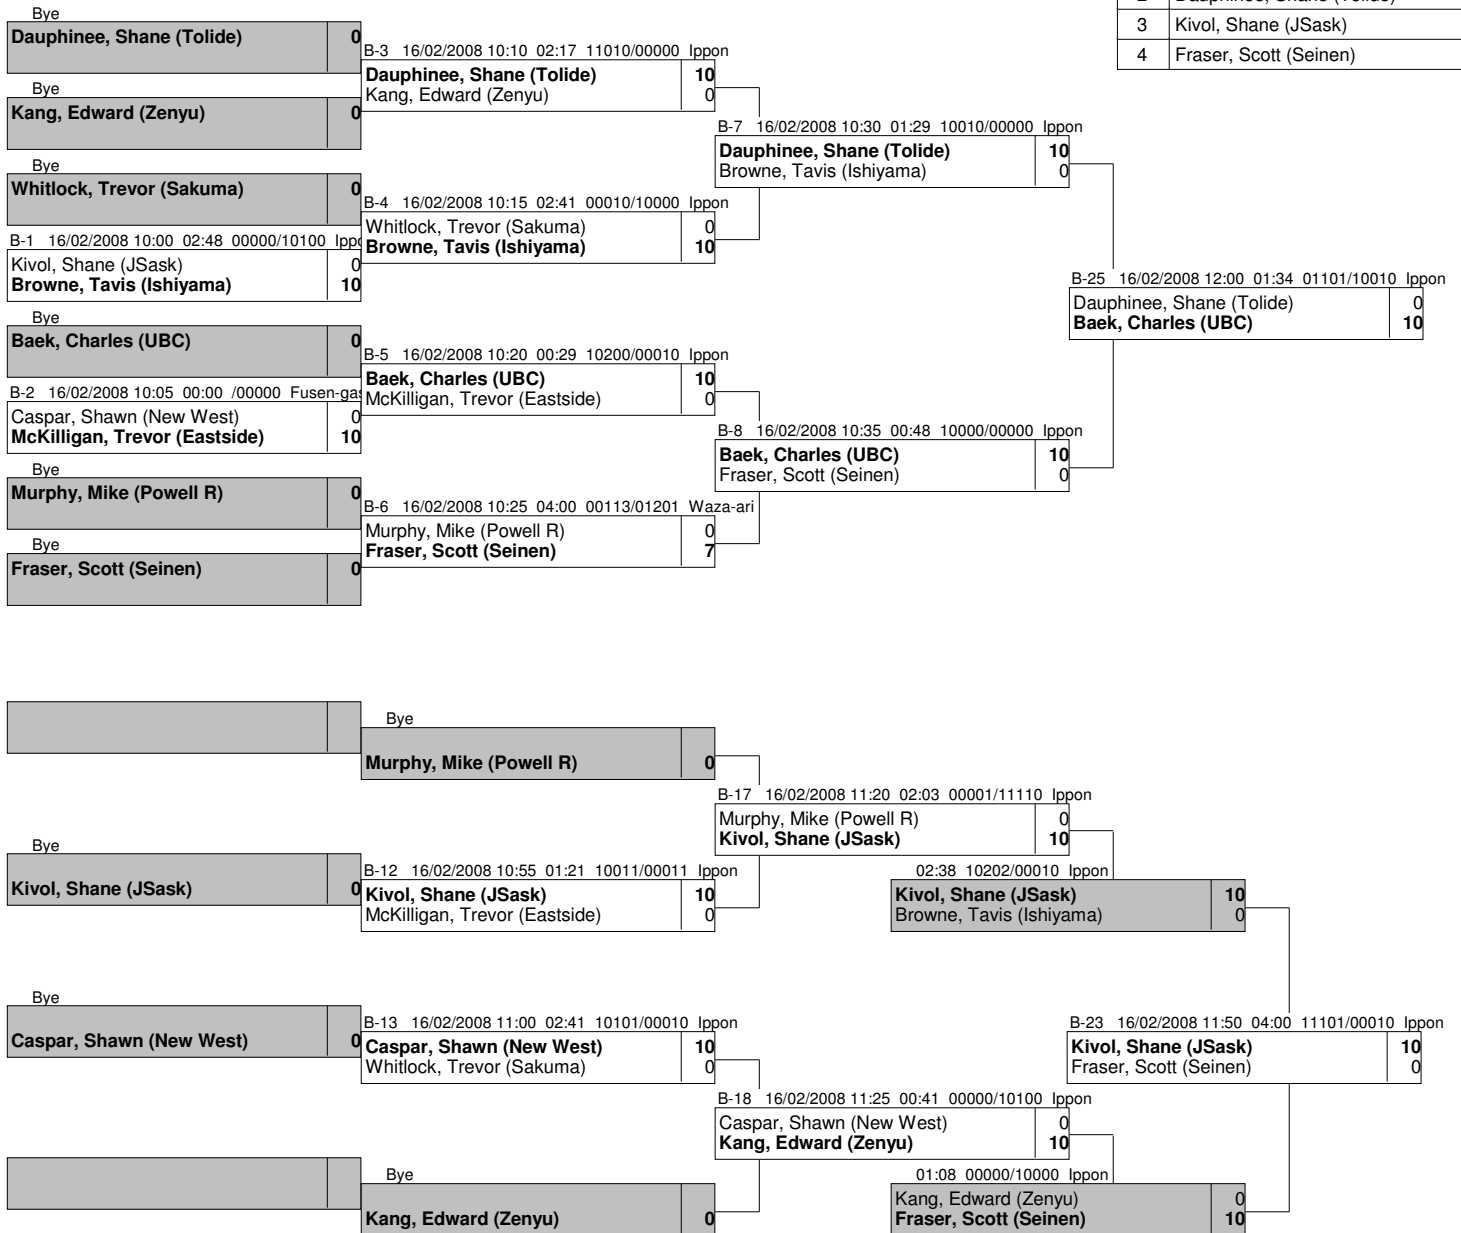 2 Dauphinee, Shane (Tolide)
3 Kivol, Shane (JSask)
4 Fraser, Scott (Seinen)
Bye
Dauphinee, Shane (Tolide) 0
Bye
Kang, Edward (Zenyu) 0
Bye
Whitlock, Trevor (Sakuma) 0
B-1 16/02/2008 10:00 02:48 00000/10100 Ippo
Kivol, Shane (JSask) 0
Browne, Tavis (Ishiyama) 10
Bye
Baek, Charles (UBC) 0
B-2 16/02/2008 10:05 00:00 /00000 Fusen-gas
Caspar, Shawn (New West) 0
McKilligan, Trevor (Eastside) 10
Bye
Murphy, Mike (Powell R) 0
Bye
Fraser, Scott (Seinen) 0
B-3 16/02/2008 10:10 02:17 11010/00000 Ippon
Dauphinee, Shane (Tolide) 10
Kang, Edward (Zenyu) 0
B-4 16/02/2008 10:15 02:41 00010/10000 Ippon
Whitlock, Trevor (Sakuma) 0
Browne, Tavis (Ishiyama) 10
B-5 16/02/2008 10:20 00:29 10200/00010 Ippon
Baek, Charles (UBC) 10
McKilligan, Trevor (Eastside) 0
B-6 16/02/2008 10:25 04:00 00113/01201 Waza-ari
Murphy, Mike (Powell R) 0
Fraser, Scott (Seinen) 7
B-7 16/02/2008 10:30 01:29 10010/00000 Ippon
Dauphinee, Shane (Tolide) 10
Browne, Tavis (Ishiyama) 0
B-8 16/02/2008 10:35 00:48 10000/00000 Ippon
Baek, Charles (UBC) 10
Fraser, Scott (Seinen) 0
B-25 16/02/2008 12:00 01:34 01101/10010 Ippon
Dauphinee, Shane (Tolide) 0
Baek, Charles (UBC) 10
Bye
Murphy, Mike (Powell R) 0
Bye
Kivol, Shane (JSask) 0
B-12 16/02/2008 10:55 01:21 10011/00011 Ippon
Kivol, Shane (JSask) 10
McKilligan, Trevor (Eastside) 0
B-17 16/02/2008 11:20 02:03 00001/11110 Ippon
Murphy, Mike (Powell R) 0
Kivol, Shane (JSask) 10
02:38 10202/00010 Ippon
Kivol, Shane (JSask) 10
Browne, Tavis (Ishiyama) 0
Bye
Caspar, Shawn (New West) 0
B-13 16/02/2008 11:00 02:41 10101/00010 Ippon
Caspar, Shawn (New West) 10
Whitlock, Trevor (Sakuma) 0
B-18 16/02/2008 11:25 00:41 00000/10100 Ippon
Caspar, Shawn (New West) 0
Kang, Edward (Zenyu) 10
B-23 16/02/2008 11:50 04:00 11101/00010 Ippon
Kivol, Shane (JSask) 10
Fraser, Scott (Seinen) 0
Bye
Kang, Edward (Zenyu) 0
01:08 00000/10000 Ippon
Kang, Edward (Zenyu) 0
Fraser, Scott (Seinen) 10